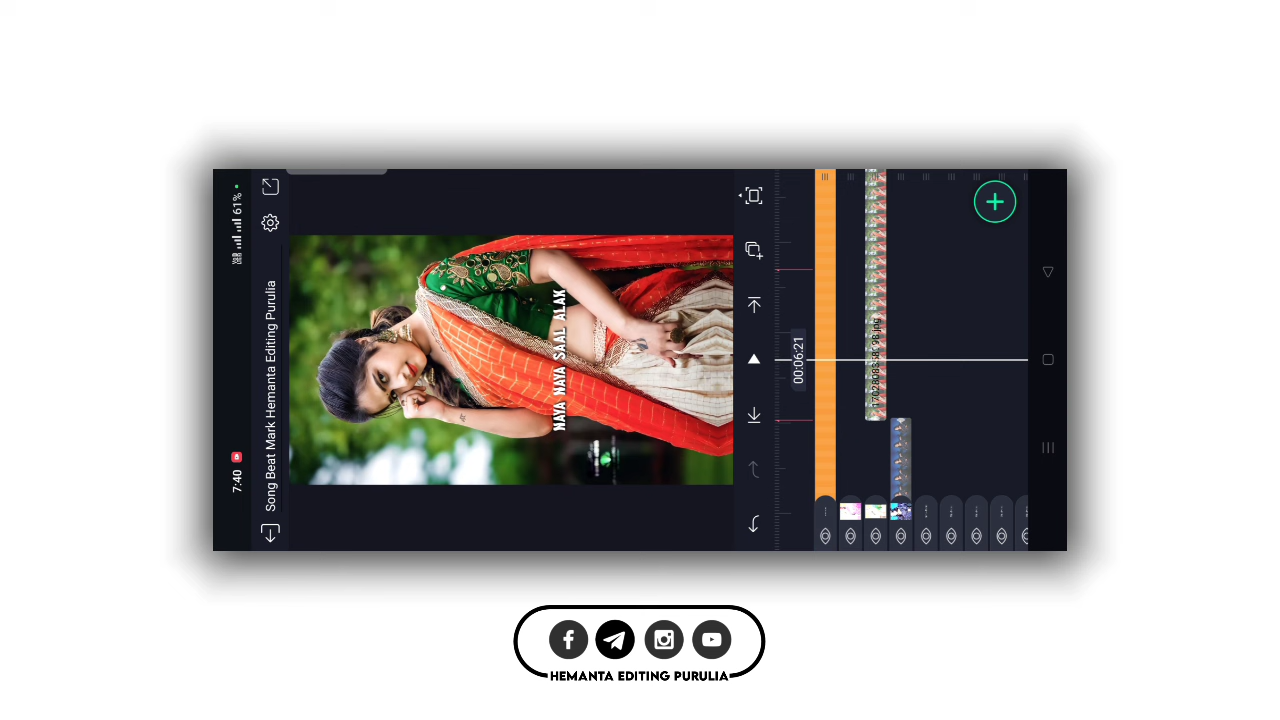 7:40
61%
Song Beat Mark Hemanta Editing Purulia
NAYA NAYA SAAL ALAK
00:06:21
HEMANTA EDITING PURULIA